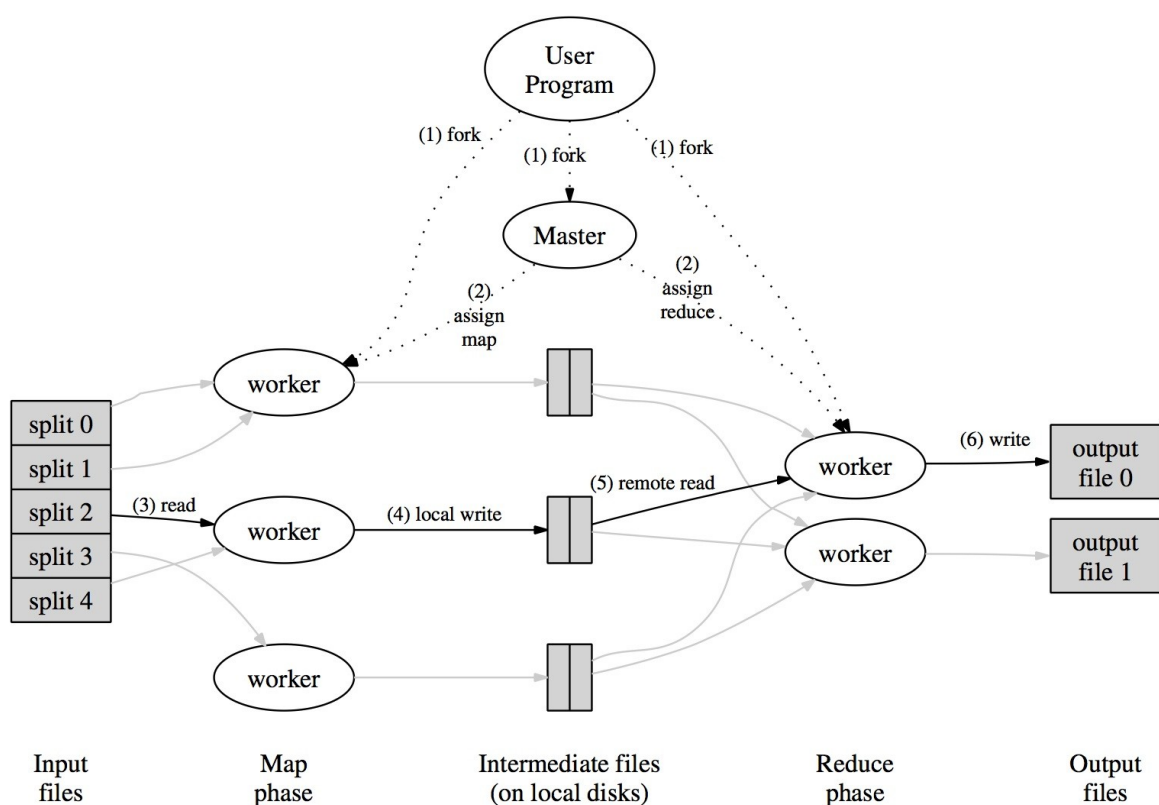 User
Program
(1) fork
(1) fork
(1) fork
Master
(2)
assign
map
(2)
assign
reduce
worker
split 0
split 1
split 2
split 3
split 4
(3) read
worker
(4) local write
(5) remote read
worker
(6) write
output
file 0
worker
output
file 1
worker
Input
files
Map
phase
Intermediate files
(on local disks)
Reduce
phase
Output
files